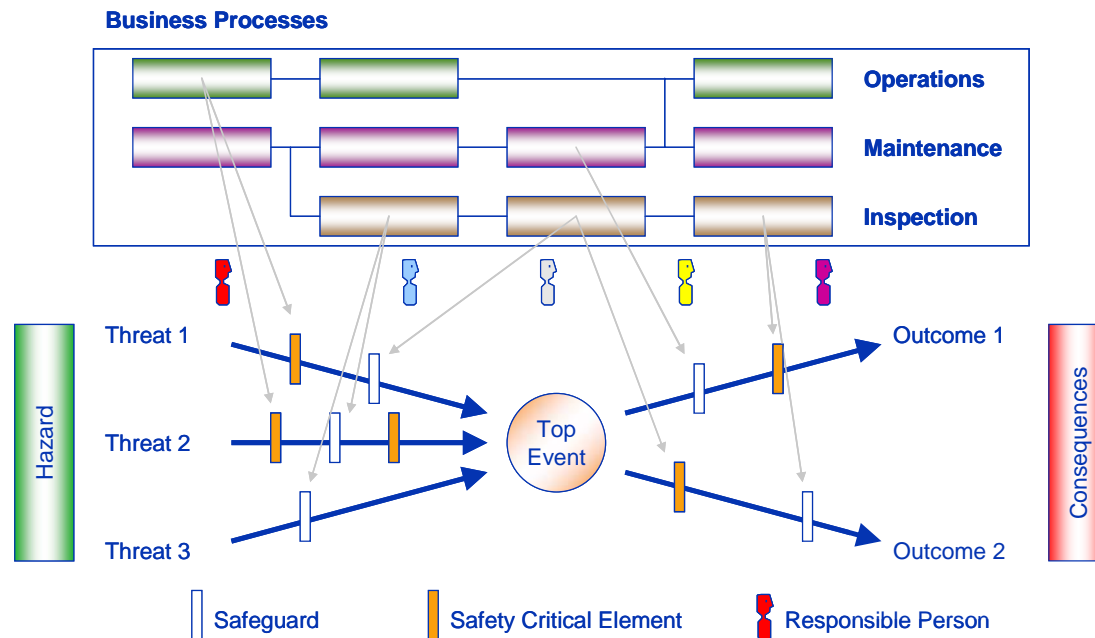 Business Processes
Operations
Maintenance
Inspection
Threat 1
Outcome 1
Hazard
Threat 2
Top
Event
Consequences
Threat 3
Outcome 2
Safeguard
Safety Critical Element
Responsible Person